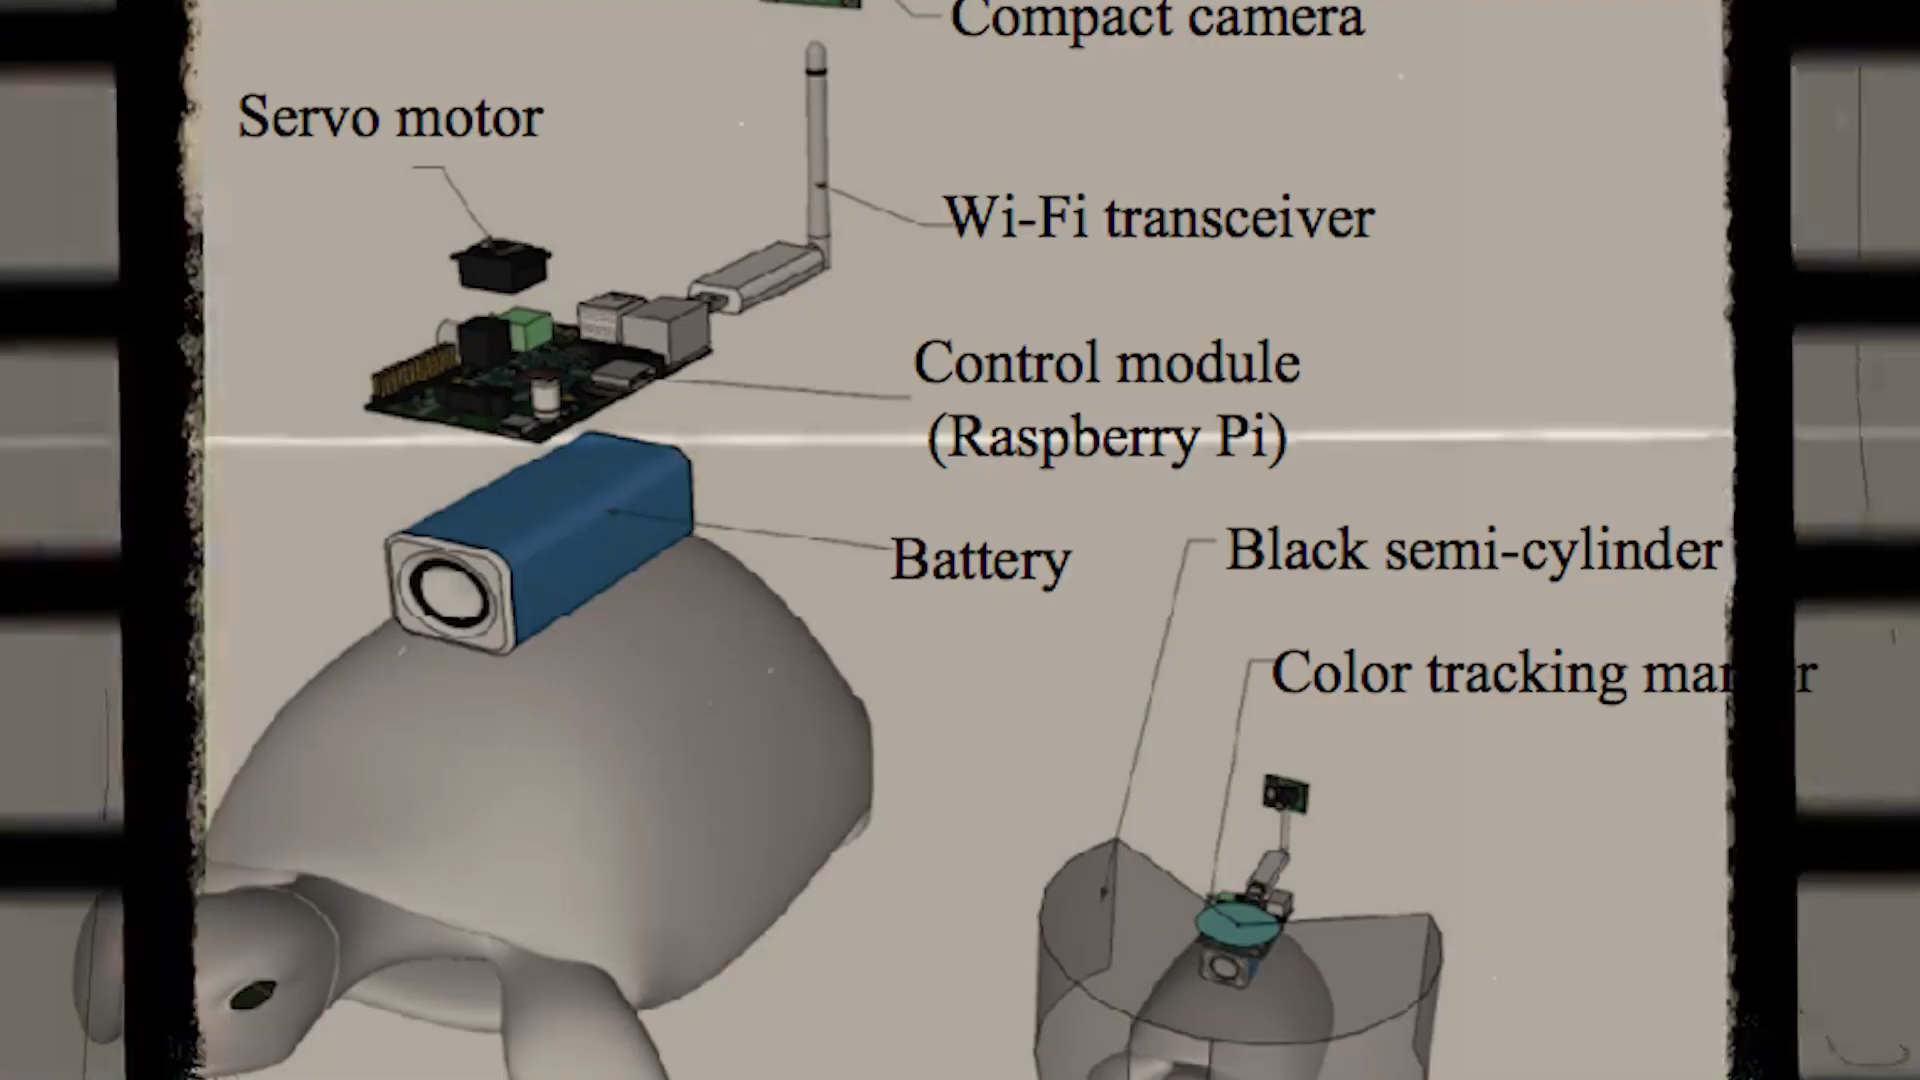 Compact camera
Servo motor
Wi-Fi transceiver
Control module
(Raspberry Pi)
Battery
Black semi-cylinder
Color tracking